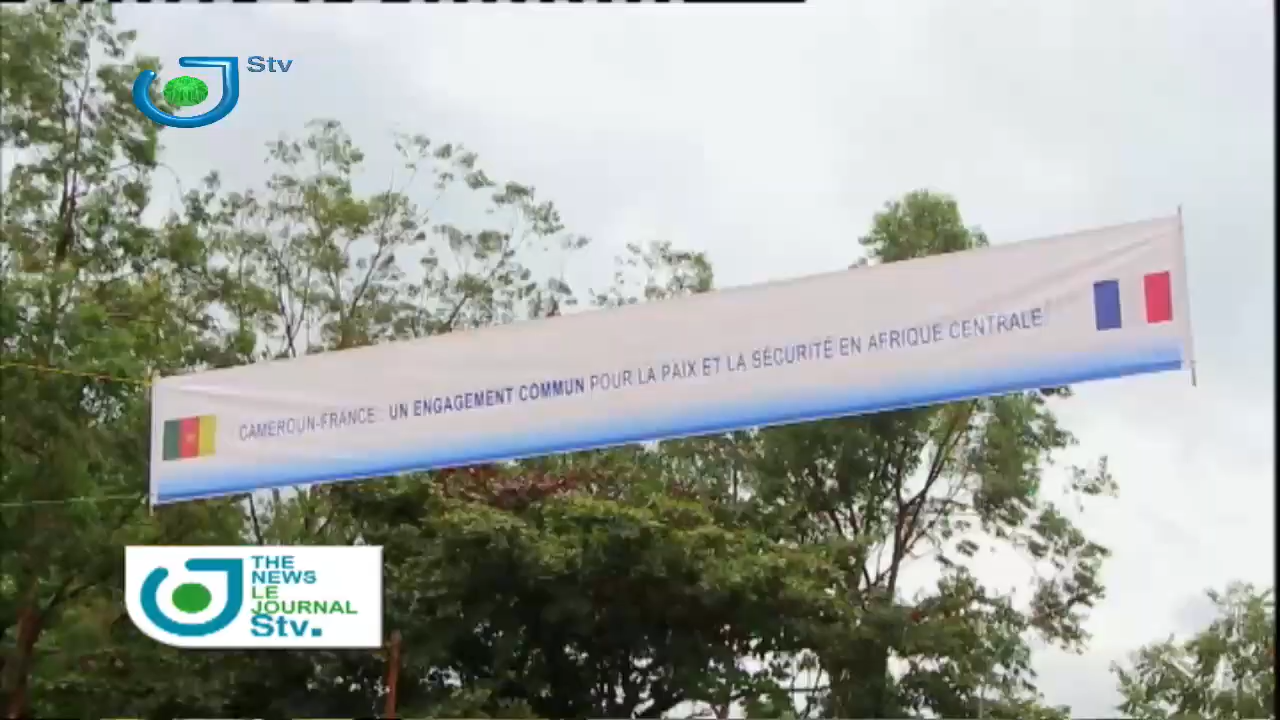 Stv
CAMEROUN-FRANCE : UN ENGAGEMENT COMMUN POUR LA PAIX ET LA SÉCURITÉ EN AFRIQUE CENTRALE
THE
NEWS
LE
JOURNAL
Stv.